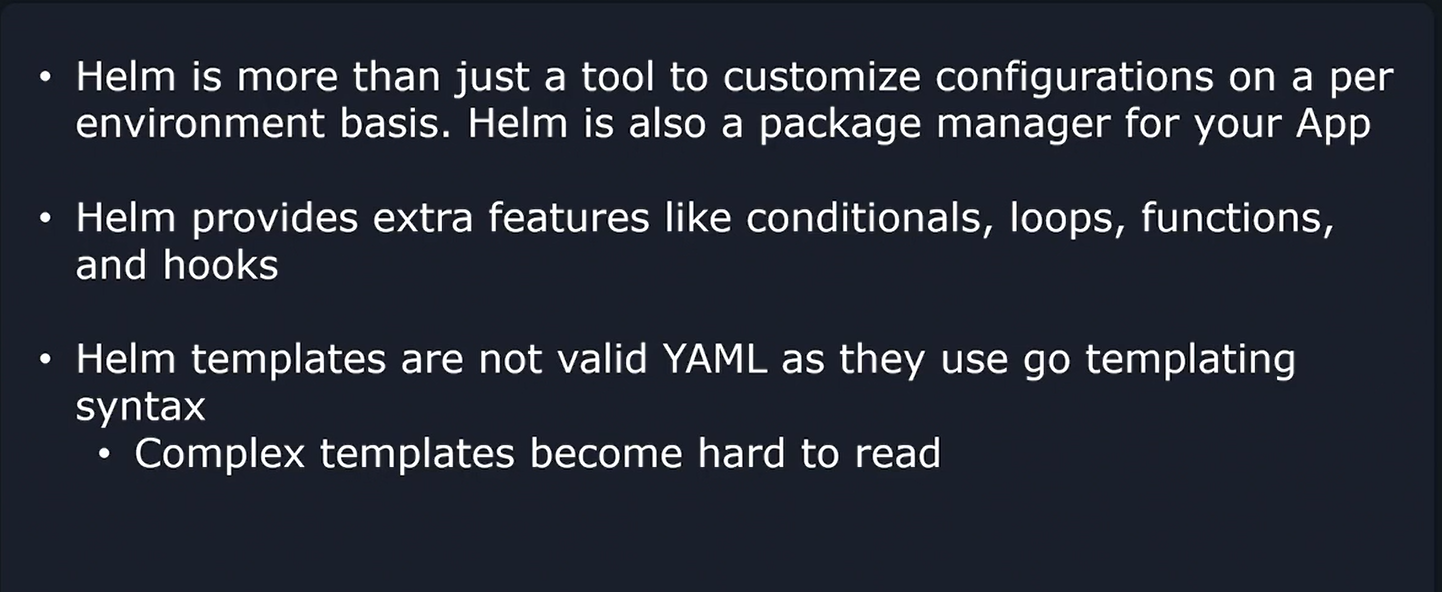 • Helm is more than just a tool to customize configurations on a per
environment basis. Helm is also a package manager for your App
• Helm provides extra features like conditionals, loops, functions,
and hooks
• Helm templates are not valid YAML as they use go templating
syntax
• Complex templates become hard to read